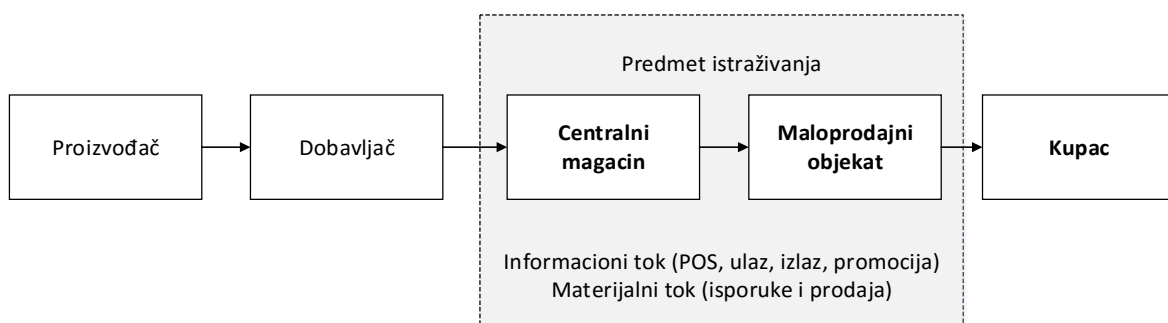 Predmet istraživanja
Proizvođač
Dobavljač
Centralni
magacin
Maloprodajni
objekat
Kupac
Informacioni tok (POS, ulaz, izlaz, promocija)
Materijalni tok (isporuke i prodaja)